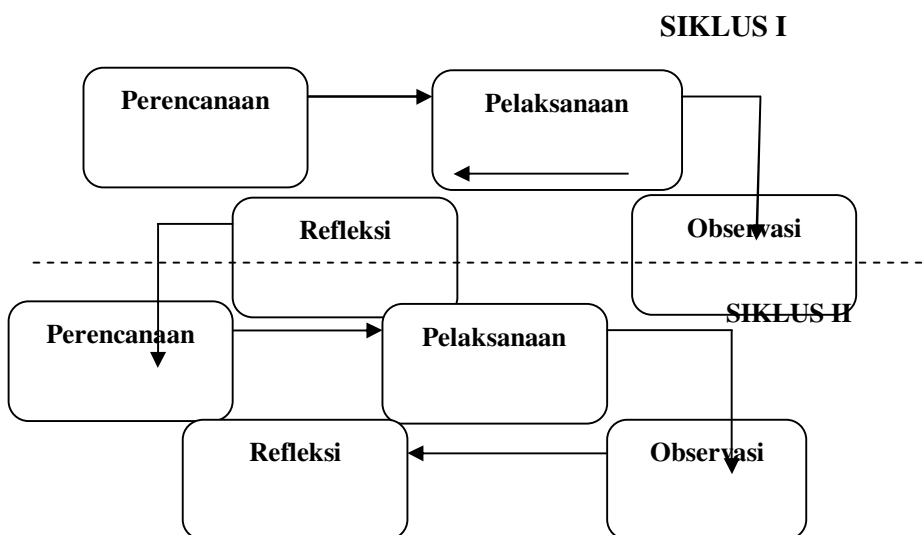 SIKLUS I
Perencanaan
Pelaksanaan
Refleksi
Observasi
SIKLUS II
Perencanaan
Pelaksanaan
Refleksi
Observasi